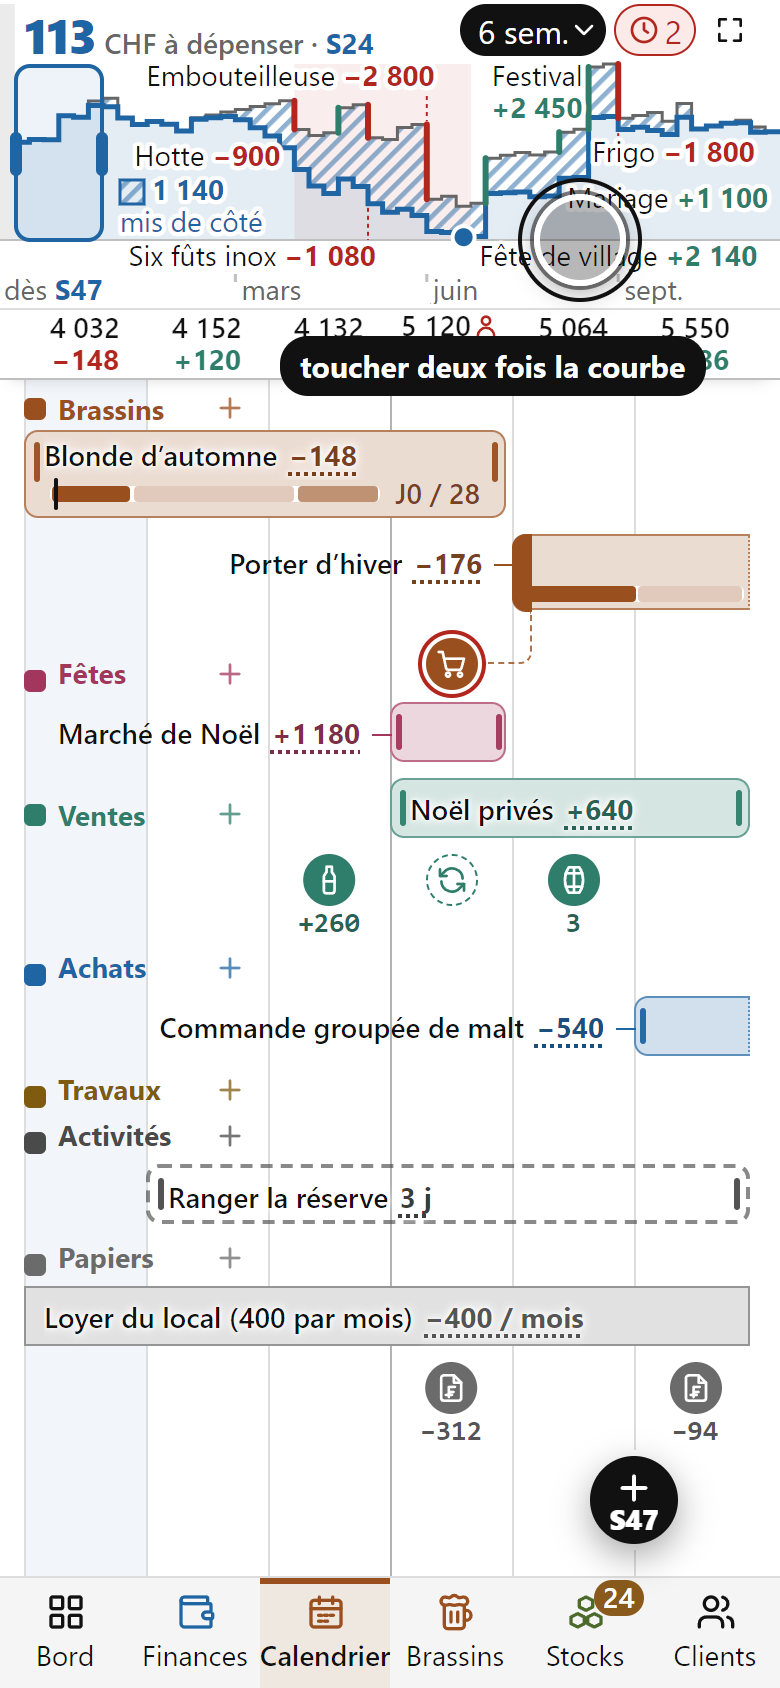 113 CHF à dépenser · S24
6 sem.
2
Embouteilleuse −2 800
Festival
+2 450
Hotte −900
Frigo −1 800
1 140
mis de côté
Mariage +1 100
Six fûts inox −1 080
Fête de village +2 140
dès S47
mars
juin
sept.
4 032
4 152
4 132
5 120
5 064
5 550
−148
+120
36
toucher deux fois la courbe
Brassins
Blonde d’automne −148
J0 / 28
Porter d’hiver −176
Fêtes
Marché de Noël +1 180
Ventes
Noël privés +640
+260
3
Achats
Commande groupée de malt −540
Travaux
Activités
Ranger la réserve 3 j
Papiers
Loyer du local (400 par mois) −400 / mois
−312
−94
+
S47
24
Bord
Finances
Calendrier
Brassins
Stocks
Clients